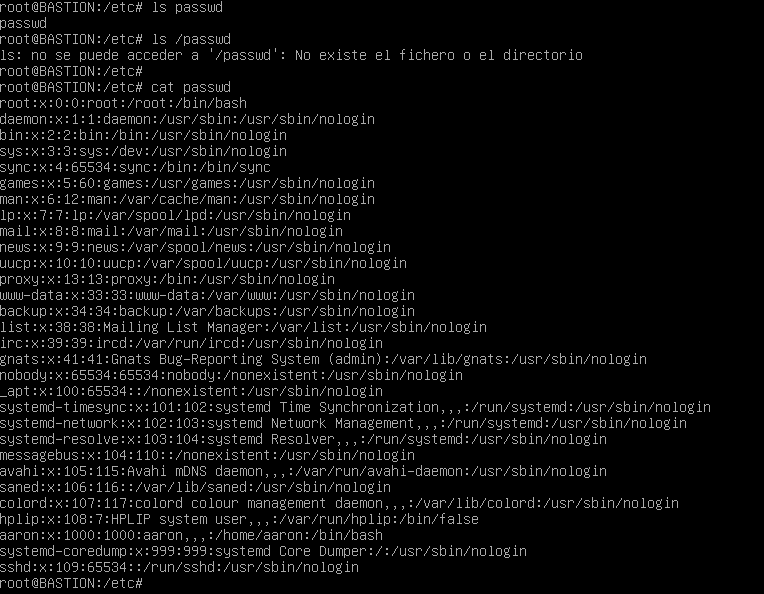 root@BASTION:/etc# ls passwd
passwd
root@BASTION:/etc# ls /passwd
ls: no se puede acceder a '/passwd': No existe el fichero o el directorio
root@BASTION:/etc#
root@BASTION:/etc# cat passwd
root:x:0:0:root:/root:/bin/bash
daemon:x:1:1:daemon:/usr/sbin:/usr/sbin/nologin
bin:x:2:2:bin:/bin:/usr/sbin/nologin
sys:x:3:3:sys:/dev:/usr/sbin/nologin
sync:x:4:65534:sync:/bin:/bin/sync
games:x:5:60:games:/usr/games:/usr/sbin/nologin
man:x:6:12:man:/var/cache/man:/usr/sbin/nologin
lp:x:7:7:lp:/var/spool/lpd:/usr/sbin/nologin
mail:x:8:8:mail:/var/mail:/usr/sbin/nologin
news:x:9:9:news:/var/spool/news:/usr/sbin/nologin
uucp:x:10:10:uucp:/var/spool/uucp:/usr/sbin/nologin
proxy:x:13:13:proxy:/bin:/usr/sbin/nologin
www-data:x:33:33:www-data:/var/www:/usr/sbin/nologin
backup:x:34:34:backup:/var/backups:/usr/sbin/nologin
list:x:38:38:Mailing List Manager:/var/list:/usr/sbin/nologin
irc:x:39:39:ircd:/var/run/ircd:/usr/sbin/nologin
gnats:x:41:41:Gnats Bug-Reporting System (admin):/var/lib/gnats:/usr/sbin/nologin
nobody:x:65534:65534:nobody:/nonexistent:/usr/sbin/nologin
_apt:x:100:65534::/nonexistent:/usr/sbin/nologin
systemd-timesync:x:101:102:systemd Time Synchronization,,,:/run/systemd:/usr/sbin/nologin
systemd-network:x:102:103:systemd Network Management,,,:/run/systemd:/usr/sbin/nologin
systemd-resolve:x:103:104:systemd Resolver,,,:/run/systemd:/usr/sbin/nologin
messagebus:x:104:110::/nonexistent:/usr/sbin/nologin
avahi:x:105:115:Avahi mDNS daemon,,,:/var/run/avahi-daemon:/usr/sbin/nologin
saned:x:106:116::/var/lib/saned:/usr/sbin/nologin
colord:x:107:117:colord colour management daemon,,,:/var/lib/colord:/usr/sbin/nologin
hplip:x:108:7:HPLIP system user,,,:/var/run/hplip:/bin/false
aaron:x:1000:1000:aaron,,,:/home/aaron:/bin/bash
systemd-coredump:x:999:999:systemd Core Dumper:/:/usr/sbin/nologin
sshd:x:109:65534::/run/sshd:/usr/sbin/nologin
root@BASTION:/etc#